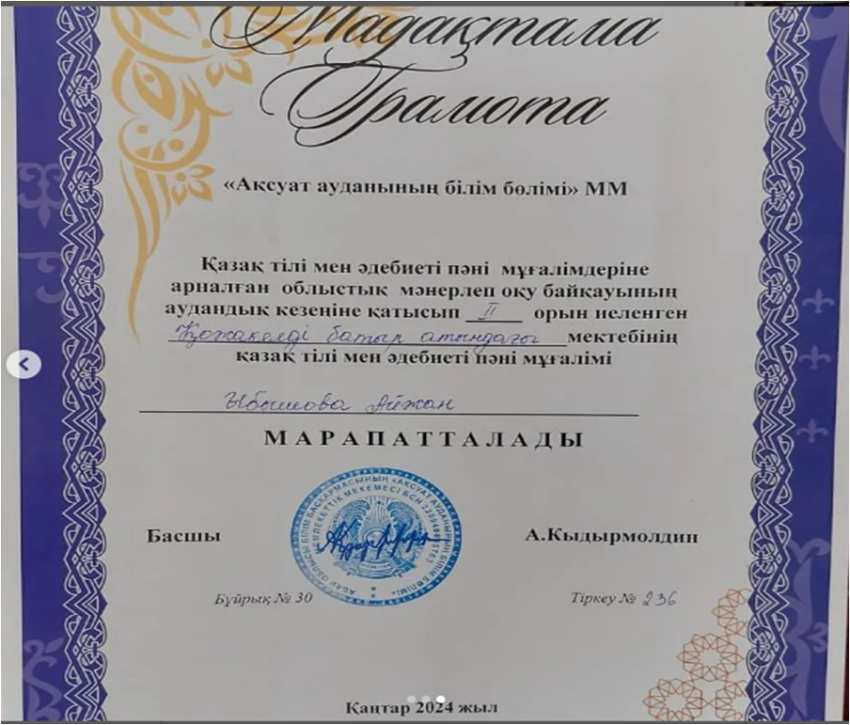 Мадақтама
Грамота
«Ақсуат ауданының білім бөлімі» ММ
Қазақ тілі мен әдебиеті пәні мұғалімдеріне
арналған облыстық мәнерлеп оқу байқауының
аудандық кезеңіне қатысып II орын иеленген
Қожакелді батыр атындағы мектебінің
қазақ тілі мен әдебиеті пәні мұғалімі
Ыбышова Айжан
МАРАПАТТАЛАДЫ
Басшы
А.Кыдырмолдин
Бұйрық № 30
Тіркеу № 236
Қаңтар 2024 жыл